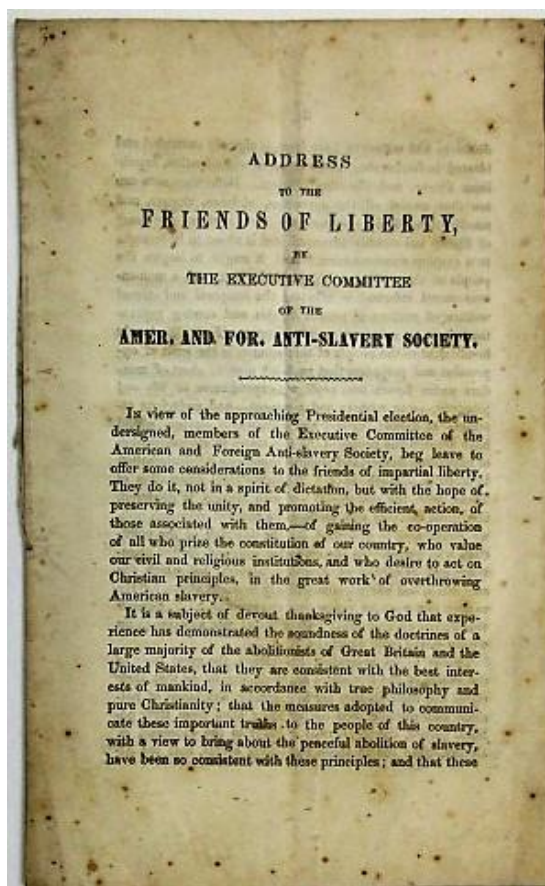 ADDRESS
TO THE
FRIENDS OF LIBERTY,
BY
THE EXECUTIVE COMMITTEE
OF THE
AMER. AND FOR. ANTI-SLAVERY SOCIETY.
In view of the approaching Presidential election, the un-
dersigned, members of the Executive Committee of the
American and Foreign Anti-slavery Society, beg leave to
offer some considerations to the friends of impartial liberty.
They do it, not in a spirit of dictation, but with the hope of
preserving the unity, and promoting the efficient, action, of
those associated with them,—of gaining the co-operation
of all who prize the constitution of our country, who value
our civil and religious institutions, and who desire to act on
Christian principles, in the great work of overthrowing
American slavery.
It is a subject of devout thanksgiving to God that expe-
rience has demonstrated the soundness of the doctrines of a
large majority of the abolitionists of Great Britain and the
United States, that they are consistent with the best inter-
ests of mankind, in accordance with true philosophy and
pure Christianity; that the measures adopted to communi-
cate these important truths to the people of this country,
with a view to bring about the peaceful abolition of slavery,
have been so consistent with these principles; and that these